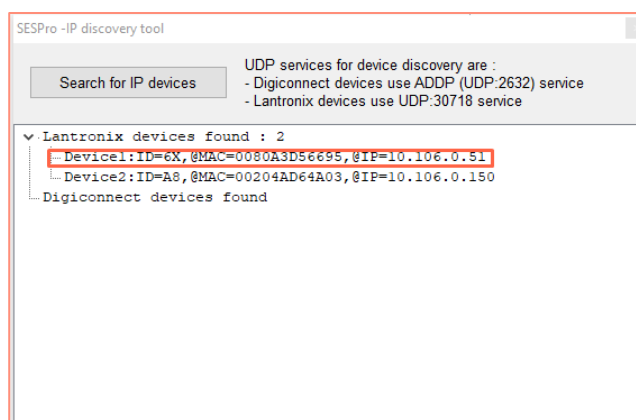 SESPro -IP discovery tool
Search for IP devices
UDP services for device discovery are :
- Digiconnect devices use ADDP (UDP:2632) service
- Lantronix devices use UDP:30718 service
Lantronix devices found : 2
Device1:ID=6X,@MAC=0080A3D56695,@IP=10.106.0.51
Device2:ID=A8,@MAC=00204AD64A03,@IP=10.106.0.150
Digiconnect devices found